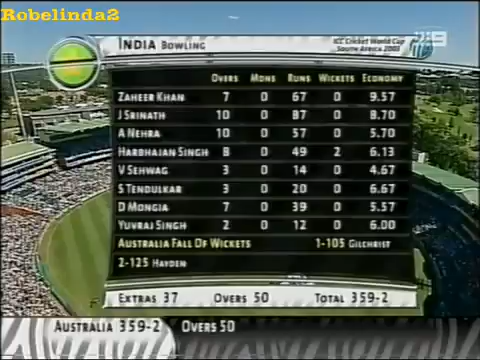 Robelinda2
INDIA BOWLING
ICC Cricket World Cup
South Africa 2003
9
OVERS MDNS RUNS WICKETS ECONOMY
ZAHEER KHAN 7 0 67 0 9.57
J SRINATH 10 0 87 0 8.70
A NEHRA 10 0 57 0 5.70
HARBHAJAN SINGH 8 0 49 2 6.13
V SEHWAG 3 0 14 0 4.67
S TENDULKAR 3 0 20 0 6.67
D MONGIA 7 0 39 0 5.57
YUVRAJ SINGH 2 0 12 0 6.00
AUSTRALIA FALL OF WICKETS 1-105 GILCHRIST
2-125 HAYDEN
EXTRAS 37 OVERS 50 TOTAL 359-2
AUSTRALIA 359-2 OVERS 50